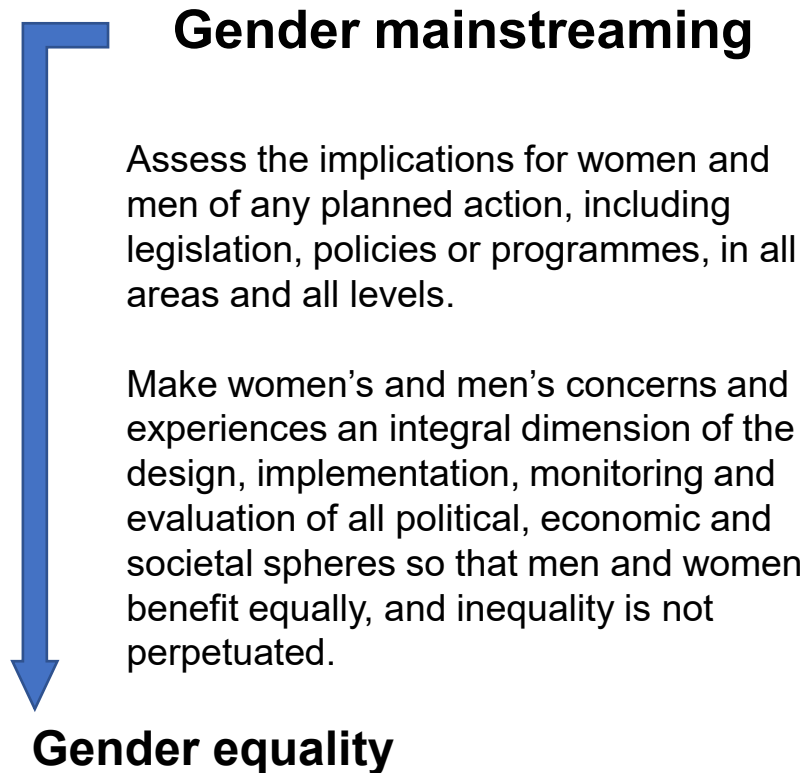 Gender mainstreaming
Assess the implications for women and
men of any planned action, including
legislation, policies or programmes, in all
areas and all levels.
Make women’s and men’s concerns and
experiences an integral dimension of the
design, implementation, monitoring and
evaluation of all political, economic and
societal spheres so that men and women
benefit equally, and inequality is not
perpetuated.
Gender equality